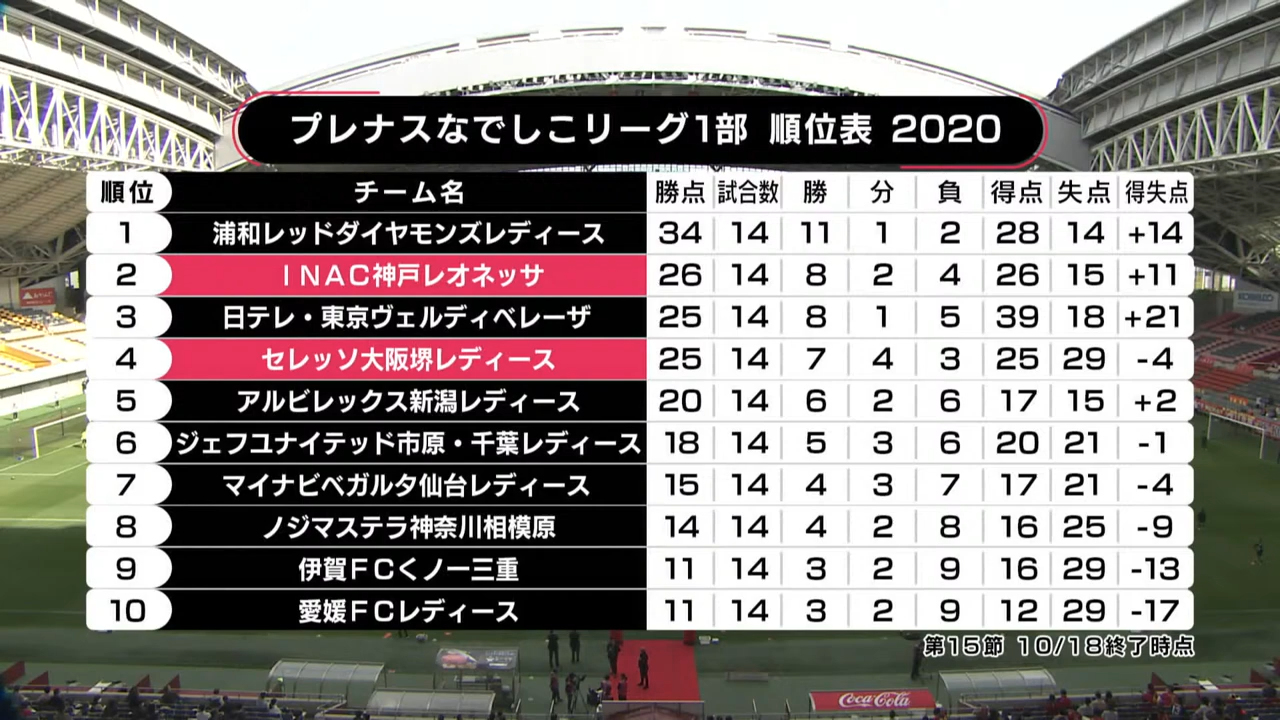 プレナスなでしこリーグ1部 順位表 2020
順位 チーム名 勝点 試合数 勝 分 負 得点 失点 得失点
1 浦和レッドダイヤモンズレディース 34 14 11 1 2 28 14 +14
2 INAC神戸レオネッサ 26 14 8 2 4 26 15 +11
3 日テレ・東京ヴェルディベレーザ 25 14 8 1 5 39 18 +21
4 セレッソ大阪堺レディース 25 14 7 4 3 25 29 -4
5 アルビレックス新潟レディース 20 14 6 2 6 17 15 +2
6 ジェフユナイテッド市原・千葉レディース 18 14 5 3 6 20 21 -1
7 マイナビベガルタ仙台レディース 15 14 4 3 7 17 21 -4
8 ノジマステラ神奈川相模原 14 14 4 2 8 16 25 -9
9 伊賀FCくノ一三重 11 14 3 2 9 16 29 -13
10 愛媛FCレディース 11 14 3 2 9 12 29 -17
第15節 10/18終了時点
KOBELCO
Coca-Cola